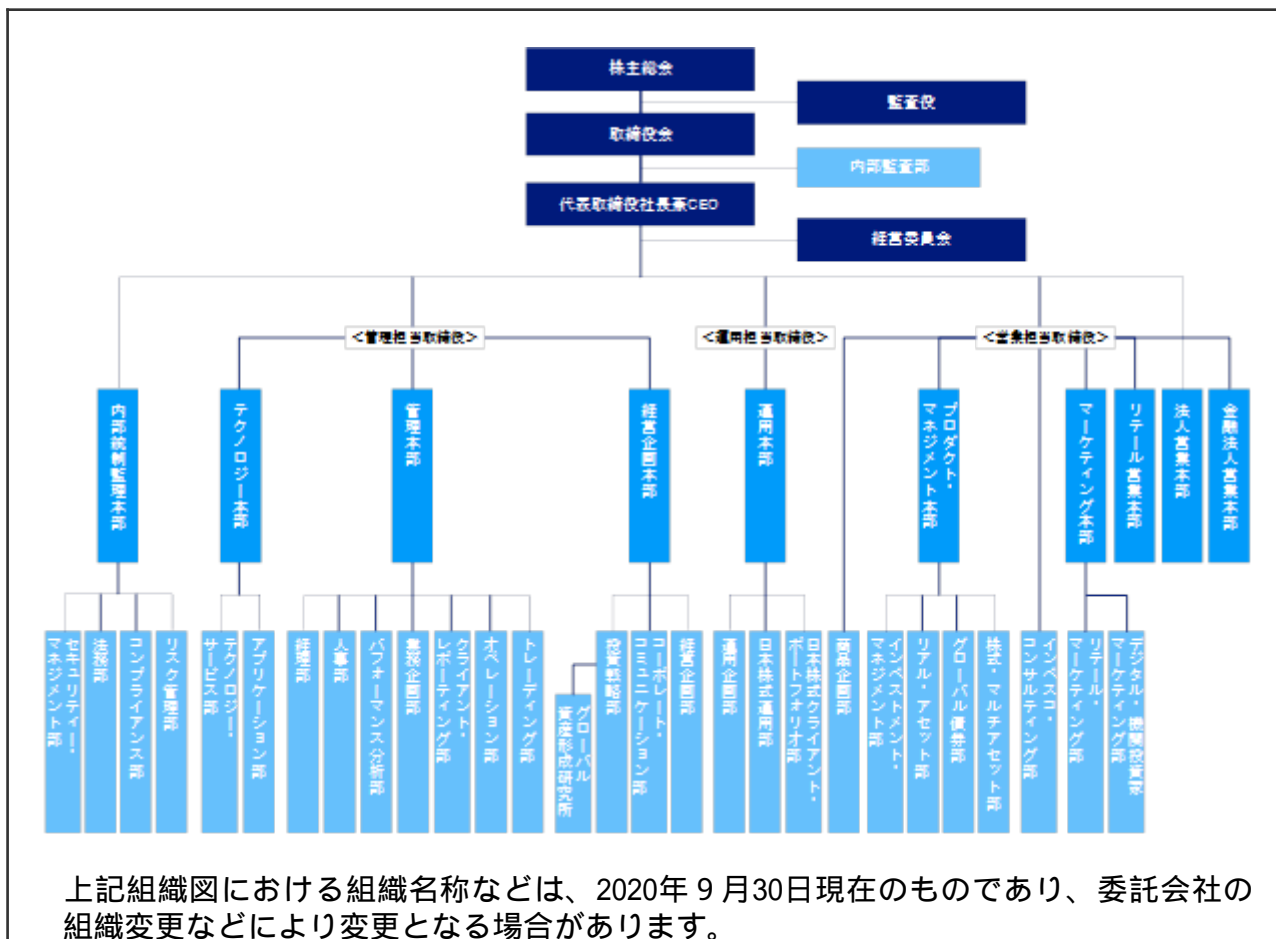 株主総会
監査役
取締役会
内部監査部
代表取締役社長兼CEO
経営委員会
＜管理担当取締役＞
＜運用担当取締役＞
＜営業担当取締役＞
内部統制監理本部
テクノロジー本部
管理本部
経営企画本部
運用本部
プロダクト・
マネジメント本部
マーケティング本部
リテール営業本部
法人営業本部
金融法人営業本部
セキュリティー・
マネジメント部
法務部
コンプライアンス部
リスク管理部
テクノロジー・
サービス部
アプリケーション部
経理部
人事部
パフォーマンス分析部
業務企画部
クライアント・
レポーティング部
オペレーション部
トレーディング部
グローバル
資産形成研究所
投資戦略部
コーポレート・
コミュニケーション部
経営企画部
運用企画部
日本株式運用部
日本株式クライアント・
ポートフォリオ部
商品企画部
インベストメント・
マネジメント部
リアル・アセット部
グローバル債券部
株式・マルチアセット部
インベスコ・
コンサルティング部
リテール・
マーケティング部
デジタル・機関投資家
マーケティング部
上記組織図における組織名称などは、2020年９月30日現在のものであり、委託会社の
組織変更などにより変更となる場合があります。